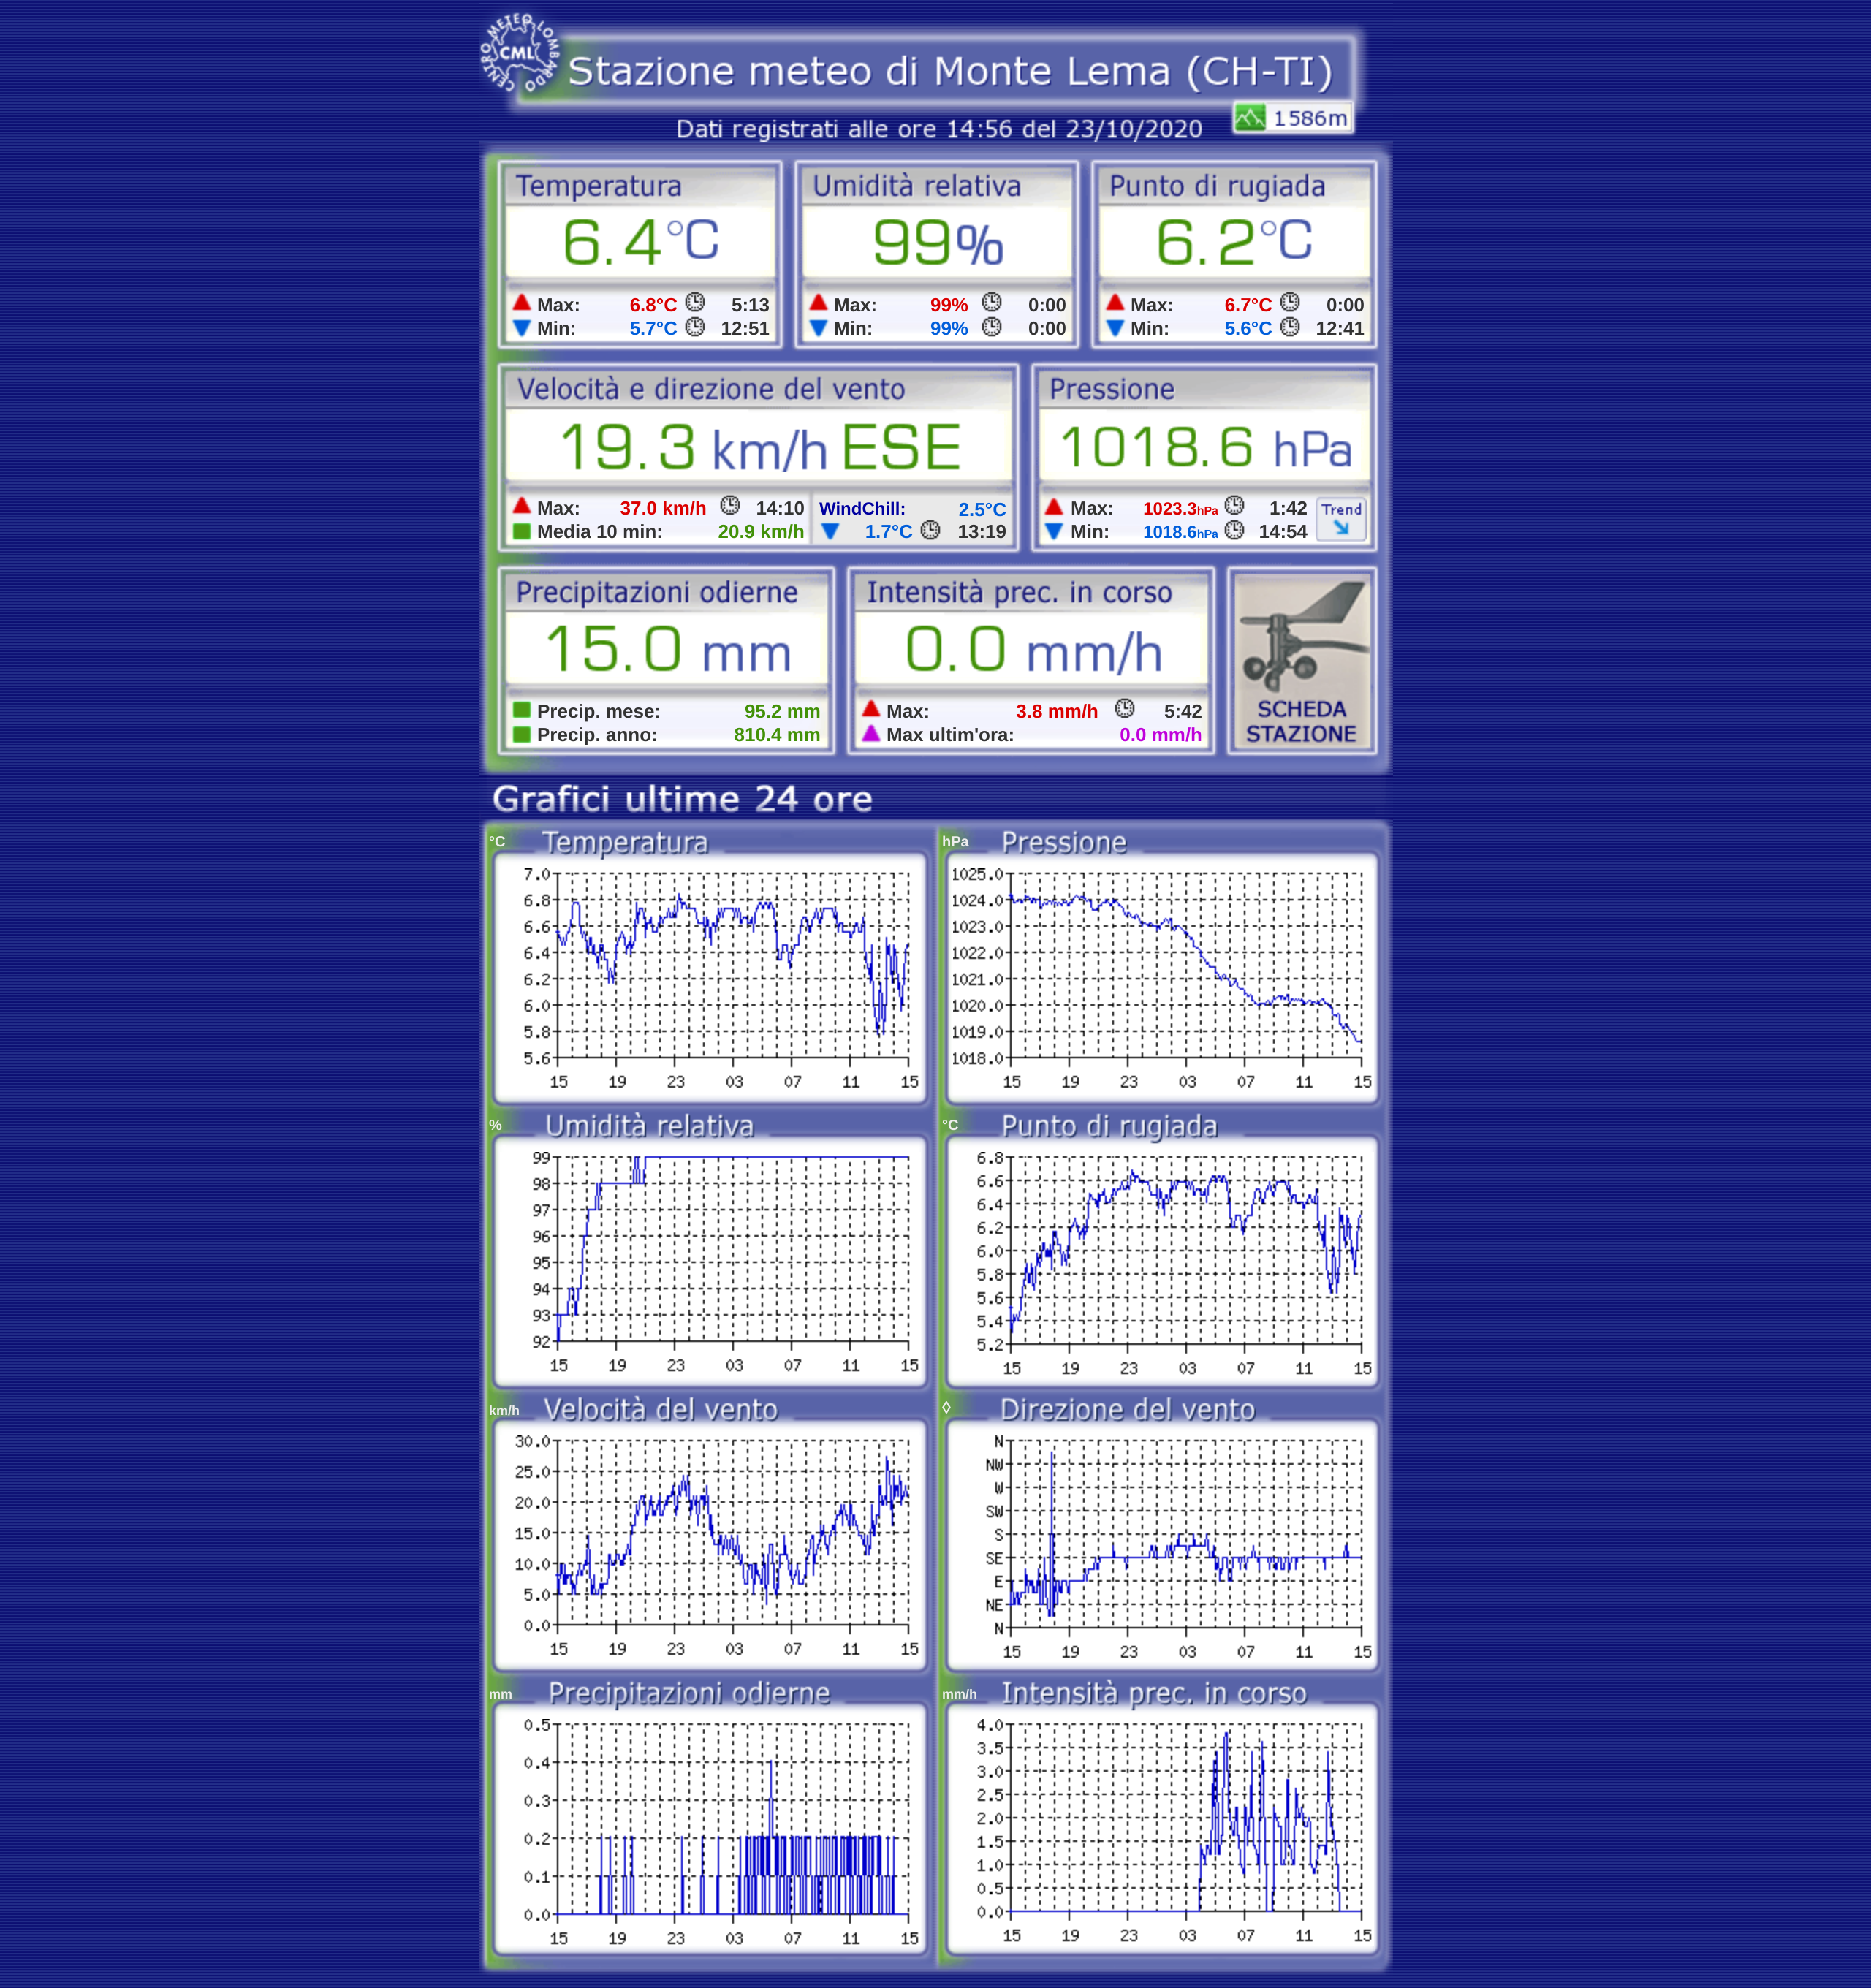 CENTRO METEO LOMBARDO
CML
Stazione meteo di Monte Lema (CH-TI)
1586m
Dati registrati alle ore 14:56 del 23/10/2020
Temperatura
6.4°C
Max: 6.8°C 5:13
Min: 5.7°C 12:51
Umidità relativa
99%
Max: 99% 0:00
Min: 99% 0:00
Punto di rugiada
6.2°C
Max: 6.7°C 0:00
Min: 5.6°C 12:41
Velocità e direzione del vento
19.3 km/h ESE
Max: 37.0 km/h 14:10
Media 10 min: 20.9 km/h
WindChill: 2.5°C
1.7°C 13:19
Pressione
1018.6 hPa
Max: 1023.3hPa 1:42
Min: 1018.6hPa 14:54
Trend
Precipitazioni odierne
15.0 mm
Precip. mese: 95.2 mm
Precip. anno: 810.4 mm
Intensità prec. in corso
0.0 mm/h
Max: 3.8 mm/h 5:42
Max ultim'ora: 0.0 mm/h
SCHEDA
STAZIONE
Grafici ultime 24 ore
°C Temperatura
7.0
6.8
6.6
6.4
6.2
6.0
5.8
5.6
15 19 23 03 07 11 15
hPa Pressione
1025.0
1024.0
1023.0
1022.0
1021.0
1020.0
1019.0
1018.0
15 19 23 03 07 11 15
% Umidità relativa
99
98
97
96
95
94
93
92
15 19 23 03 07 11 15
°C Punto di rugiada
6.8
6.6
6.4
6.2
6.0
5.8
5.6
5.4
5.2
15 19 23 03 07 11 15
km/h Velocità del vento
30.0
25.0
20.0
15.0
10.0
5.0
0.0
15 19 23 03 07 11 15
◊ Direzione del vento
N
NW
W
SW
S
SE
E
NE
N
15 19 23 03 07 11 15
mm Precipitazioni odierne
0.5
0.4
0.3
0.2
0.1
0.0
15 19 23 03 07 11 15
mm/h Intensità prec. in corso
4.0
3.5
3.0
2.5
2.0
1.5
1.0
0.5
0.0
15 19 23 03 07 11 15